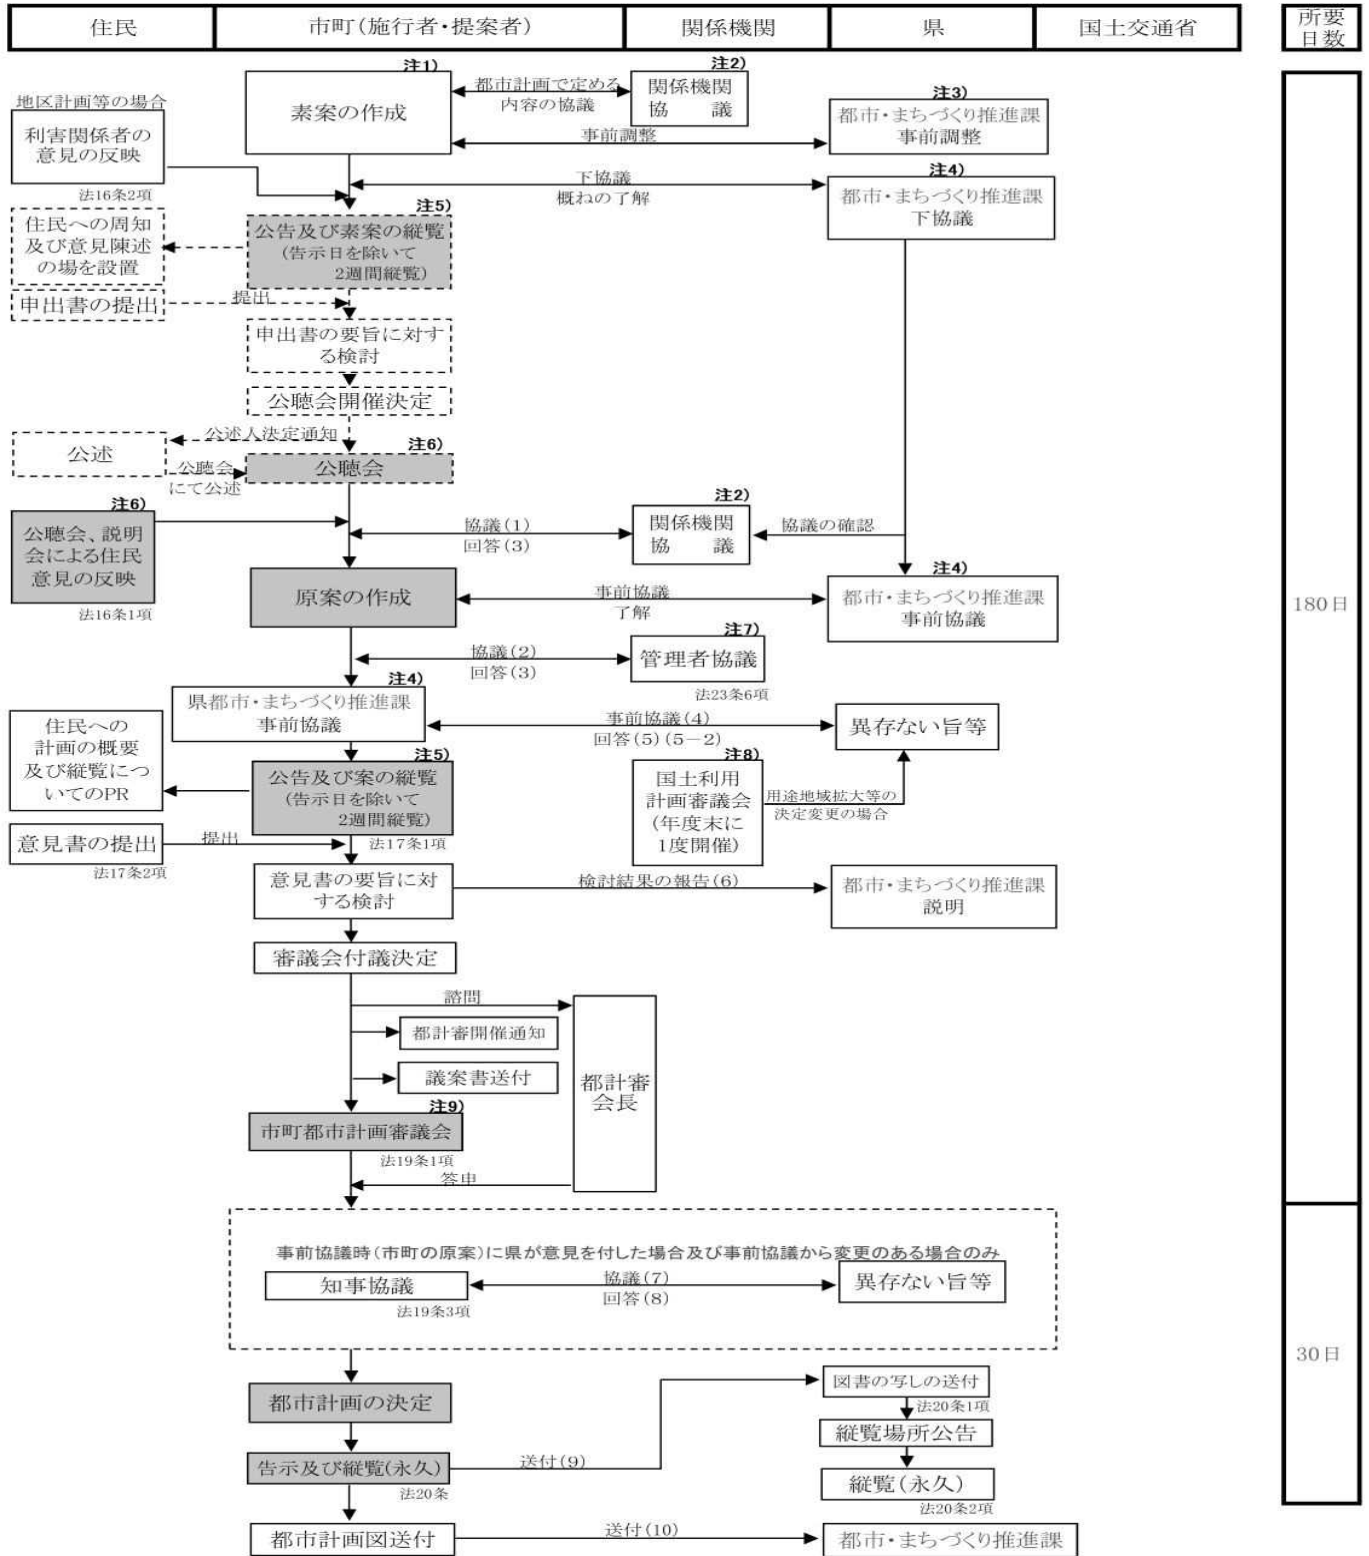 住民
市町(施行者・提案者)
関係機関
県
国土交通省
所要
日数
注1)
素案の作成
都市計画で定める
内容の協議
注2)
関係機関
協　議
地区計画等の場合
利害関係者の
意見の反映
法16条2項
事前調整
注3)
都市・まちづくり推進課
事前調整
下協議
概ねの了解
注4)
都市・まちづくり推進課
下協議
住民への周知
及び意見陳述
の場を設置
注5)
公告及び素案の縦覧
(告示日を除いて
2週間縦覧)
申出書の提出
提出
申出書の要旨に対す
る検討
公聴会開催決定
公述
公述人決定通知
公聴会
にて公述
注6)
公聴会
注6)
公聴会、説明
会による住民
意見の反映
法16条1項
協議(1)
回答(3)
注2)
関係機関
協　議
協議の確認
原案の作成
事前協議
了解
注4)
都市・まちづくり推進課
事前協議
180日
協議(2)
回答(3)
注7)
管理者協議
法23条6項
注4)
県都市・まちづくり推進課
事前協議
事前協議(4)
回答(5)(5－2)
異存ない旨等
住民への
計画の概要
及び縦覧につ
いてのPR
注5)
公告及び案の縦覧
(告示日を除いて
2週間縦覧)
法17条1項
注8)
国土利用
計画審議会
(年度末に
1度開催)
用途地域拡大等の
決定変更の場合
意見書の提出
法17条2項
提出
意見書の要旨に対
する検討
検討結果の報告(6)
都市・まちづくり推進課
説明
審議会付議決定
諮問
都計審開催通知
議案書送付
都計審
会長
注9)
市町都市計画審議会
法19条1項
答申
事前協議時(市町の原案)に県が意見を付した場合及び事前協議から変更のある場合のみ
知事協議
法19条3項
協議(7)
回答(8)
異存ない旨等
30日
都市計画の決定
図書の写しの送付
法20条1項
縦覧場所公告
告示及び縦覧(永久)
法20条
送付(9)
縦覧(永久)
法20条2項
都市計画図送付
送付(10)
都市・まちづくり推進課